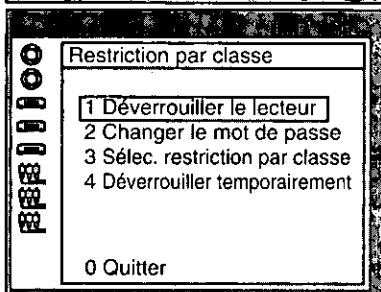 Restriction par classe
1 Déverrouiller le lecteur
2 Changer le mot de passe
3 Sélec. restriction par classe
4 Déverrouiller temporairement
0 Quitter